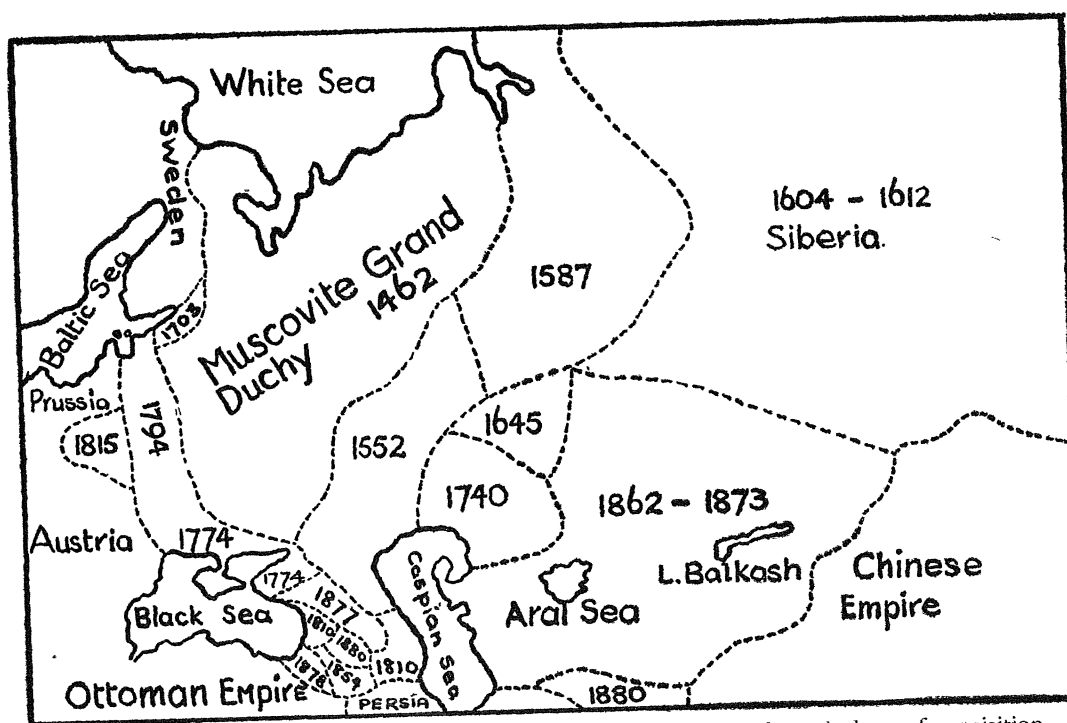 White Sea
Sweden
1604 - 1612
Siberia.
Baltic Sea
Muscovite Grand
Duchy
1462
1587
1703
Prussia
1794
1815
1552
1645
1740
1862 - 1873
Austria
1774
L. Balkash
Chinese
Empire
Black Sea
1774
1877
Caspian Sea
Aral Sea
1810
1880
1878
1854
1810
Ottoman Empire
PERSIA
1880